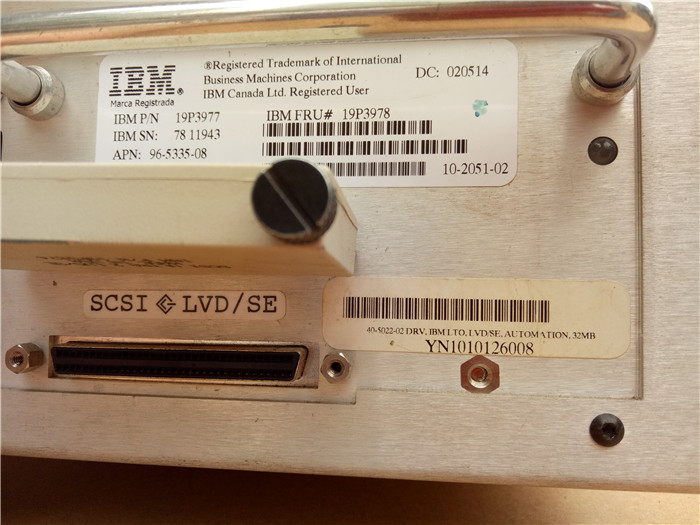 IBM®
Marca Registrada
®Registered Trademark of International
Business Machines Corporation
IBM Canada Ltd. Registered User
DC: 020514
IBM P/N 19P3977
IBM FRU# 19P3978
IBM SN: 78 11943
APN: 96-5335-08
10-2051-02
SCSI LVD/SE
40-5022-02 DRV, IBM LTO, LVD/SE, AUTOMATION, 32MB
YN1010126008